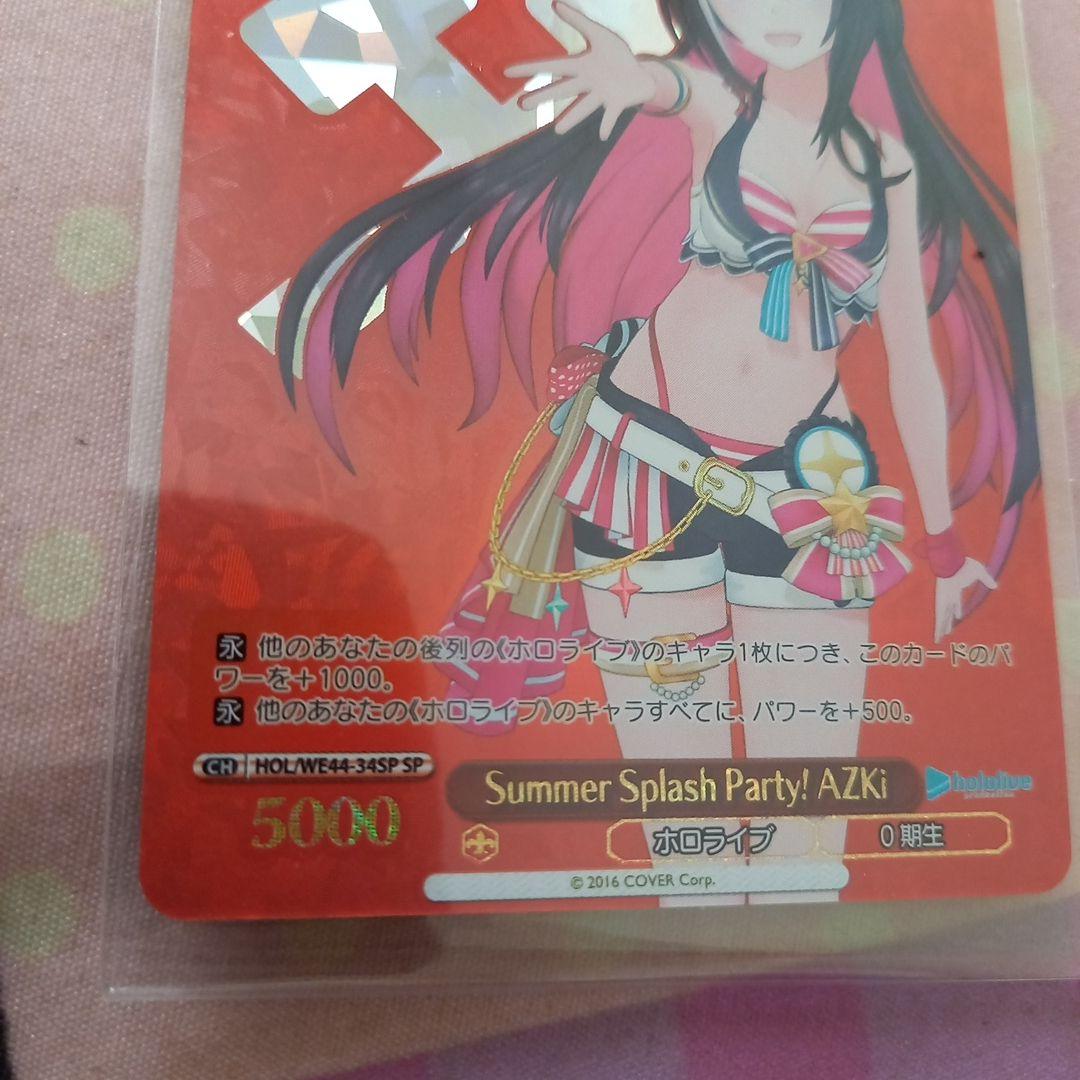 永 他のあなたの後列の《ホロライブ》のキャラ1枚につき、このカードのパ
ワーを＋1000。
永 他のあなたの《ホロライブ》のキャラすべてに、パワーを＋500。
CH HOL/WE44-34SP SP
Summer Splash Party! AZKi
hololive
5000
ホロライブ 0期生
© 2016 COVER Corp.